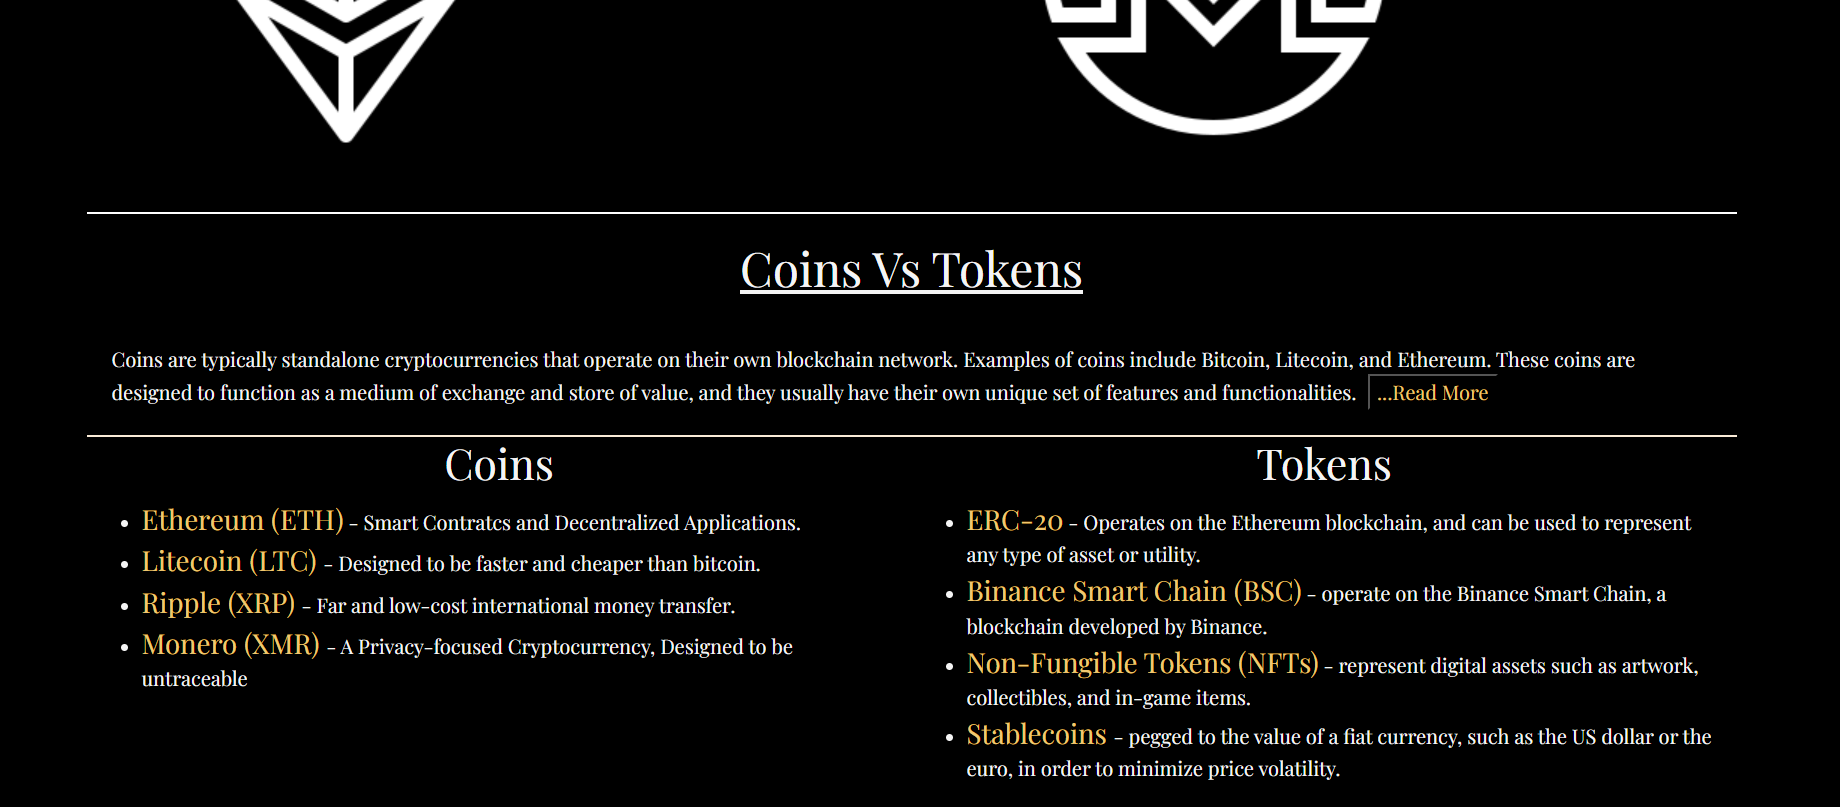 Coins Vs Tokens
Coins are typically standalone cryptocurrencies that operate on their own blockchain network. Examples of coins include Bitcoin, Litecoin, and Ethereum. These coins are
designed to function as a medium of exchange and store of value, and they usually have their own unique set of features and functionalities. ...Read More
Coins
• Ethereum (ETH) - Smart Contratcs and Decentralized Applications.
• Litecoin (LTC) - Designed to be faster and cheaper than bitcoin.
• Ripple (XRP) - Far and low-cost international money transfer.
• Monero (XMR) - A Privacy-focused Cryptocurrency, Designed to be
untraceable
Tokens
• ERC-20 - Operates on the Ethereum blockchain, and can be used to represent
any type of asset or utility.
• Binance Smart Chain (BSC) - operate on the Binance Smart Chain, a
blockchain developed by Binance.
• Non-Fungible Tokens (NFTs) - represent digital assets such as artwork,
collectibles, and in-game items.
• Stablecoins - pegged to the value of a fiat currency, such as the US dollar or the
euro, in order to minimize price volatility.